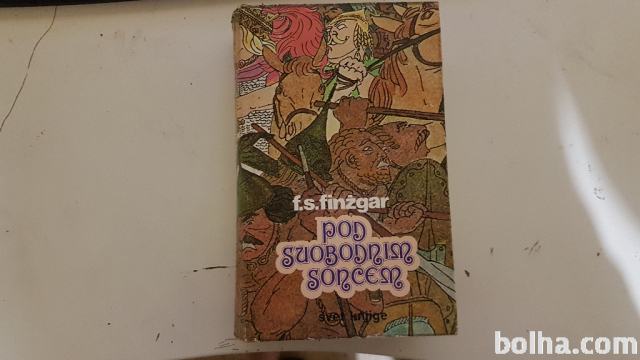 f.s.finžgar
pod
svobodnim
soncem
svet knjige
bolha.com